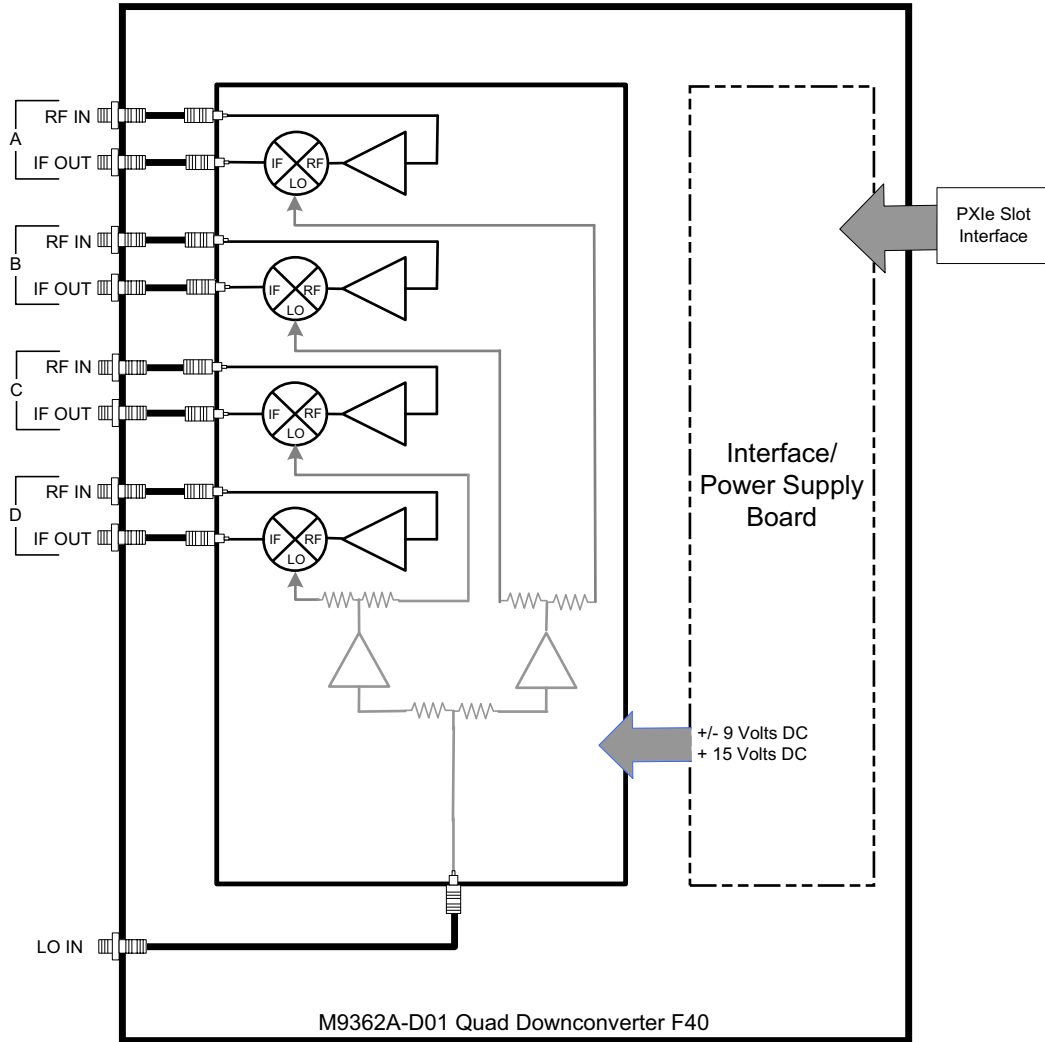 RF IN
A
IF OUT
IF
RF
LO
RF IN
B
IF OUT
IF
RF
LO
RF IN
C
IF OUT
IF
RF
LO
RF IN
D
IF OUT
IF
RF
LO
PXIe Slot
Interface
Interface/
Power Supply
Board
+/- 9 Volts DC
+ 15 Volts DC
LO IN
M9362A-D01 Quad Downconverter F40